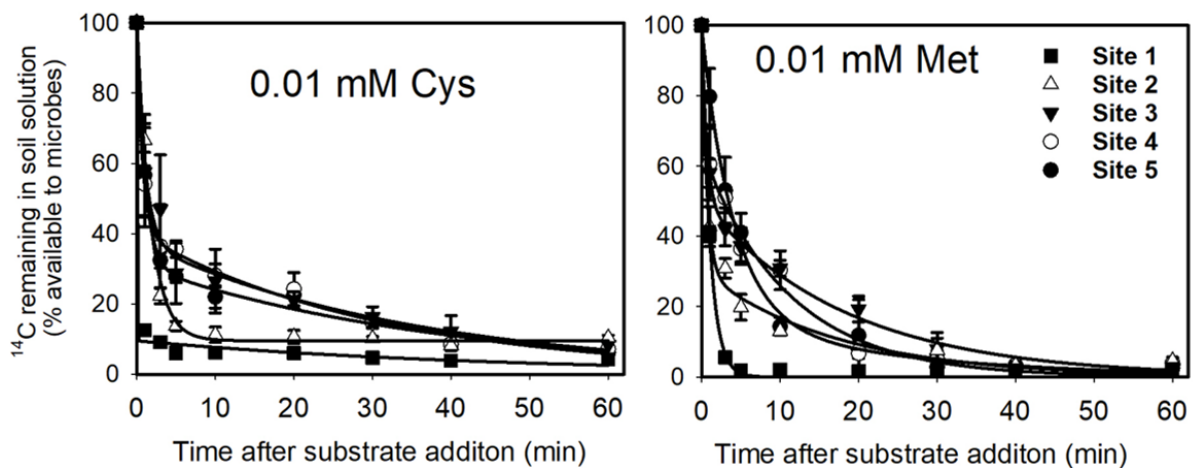 ¹⁴C remaining in soil solution
(% available to microbes)
100
80
60
40
20
0
0.01 mM Cys
0 10 20 30 40 50 60
Time after substrate additon (min)
100
80
60
40
20
0
0.01 mM Met
Site 1
Site 2
Site 3
Site 4
Site 5
0 10 20 30 40 50 60
Time after substrate additon (min)